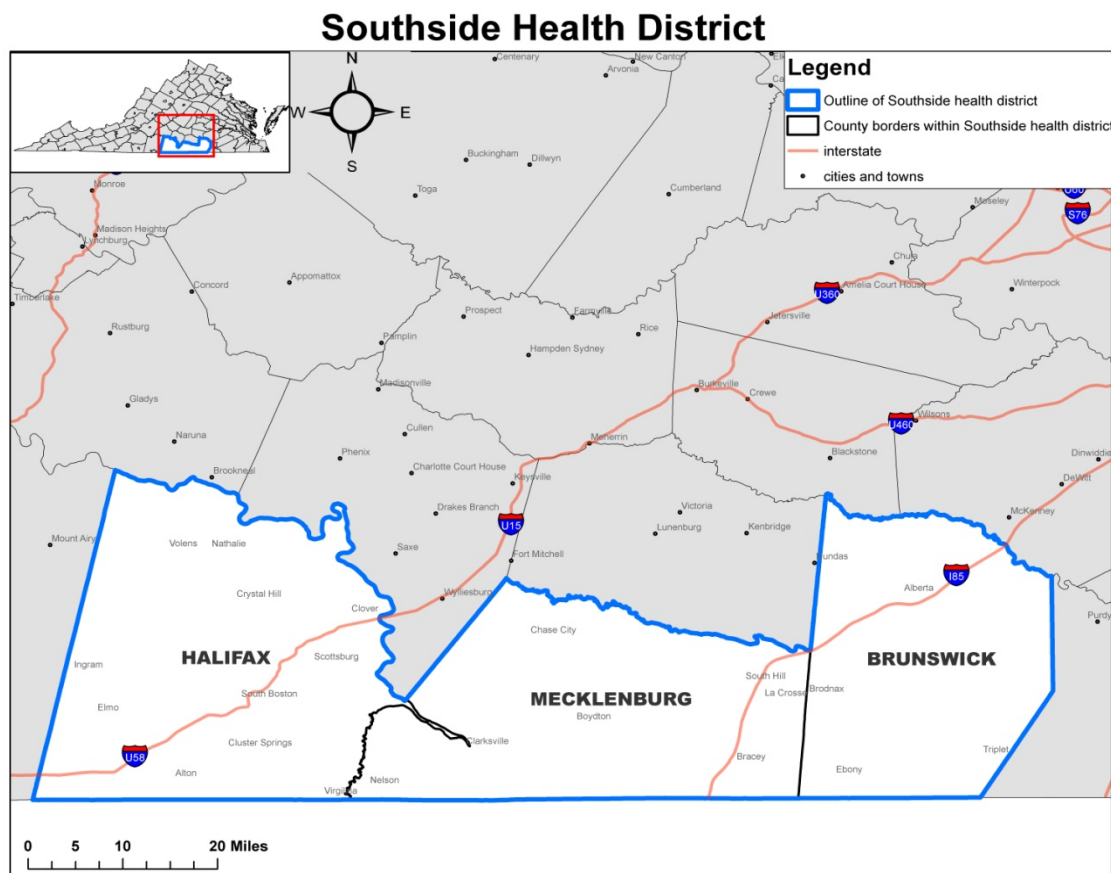 Southside Health District
N
W
E
S
Legend
Outline of Southside health district
County borders within Southside health district
interstate
cities and towns
Centenary
New Canton
Arvonia
Buckingham
Dillwyn
Toga
Cumberland
Monroe
Moseley
S76
Madison Heights
Lynchburg
Chula
Appomattox
Concord
Winterpock
U360
Amelia Court House
Timberlake
Prospect
Farmville
Jetersville
Rustburg
Rice
Pamplin
Hampden Sydney
Madisonville
Burkeville
Crewe
Gladys
Wilsons
U460
Cullen
Naruna
Meherrin
Phenix
Blackstone
Dinwiddie
Brookneal
Charlotte Court House
Keysville
DeWitt
Drakes Branch
Victoria
McKenney
U15
Mount Airy
Volens
Nathalie
Saxe
Lunenburg
Kenbridge
Fort Mitchell
Dundas
I85
Crystal Hill
Wylliesburg
Alberta
Clover
Purdy
Chase City
HALIFAX
Scottsburg
BRUNSWICK
Ingram
South Hill
South Boston
MECKLENBURG
La Crosse
Brodnax
Elmo
Boydton
Cluster Springs
Clarksville
U58
Bracey
Triplet
Alton
Nelson
Ebony
Virgilina
0 5 10 20 Miles